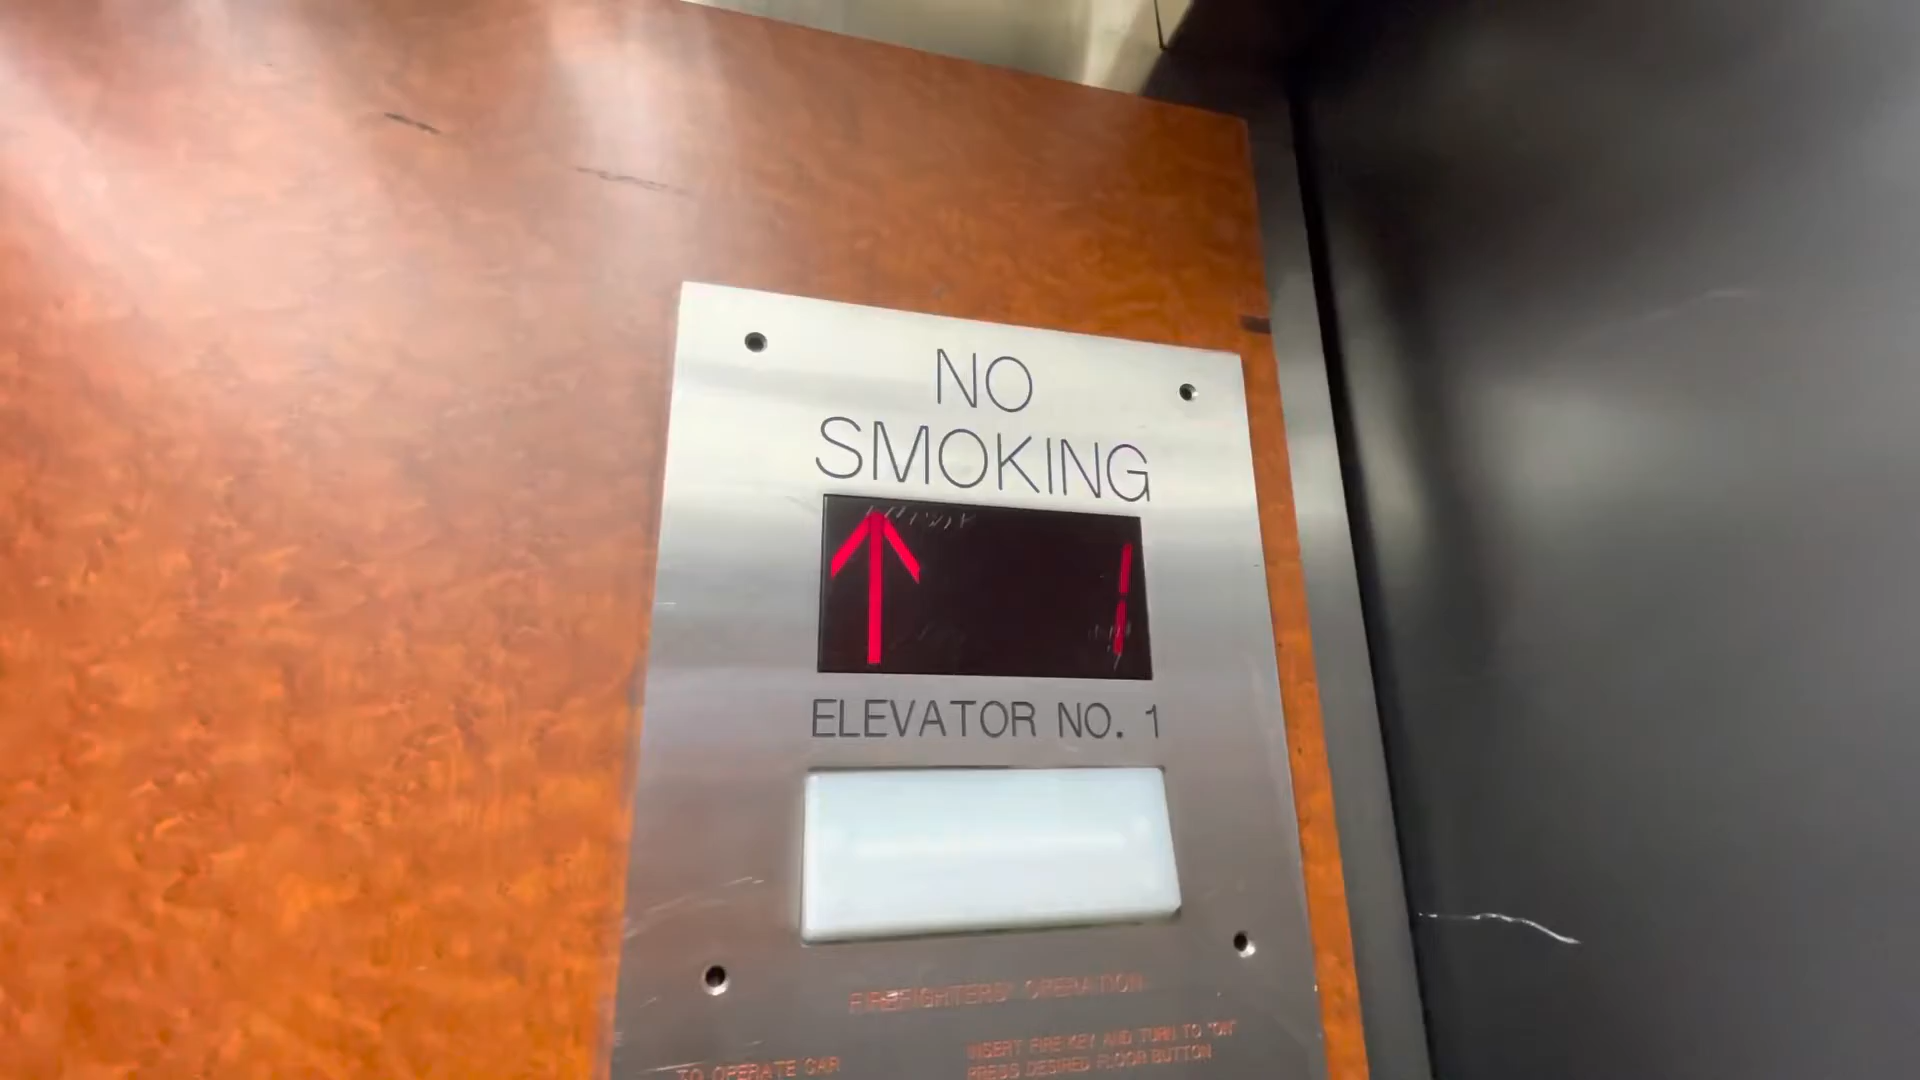 NO
SMOKING
1
ELEVATOR NO. 1
FIREFIGHTERS' OPERATION
TO OPERATE CAR
INSERT FIRE KEY AND TURN TO "ON"
PRESS DESIRED FLOOR BUTTON